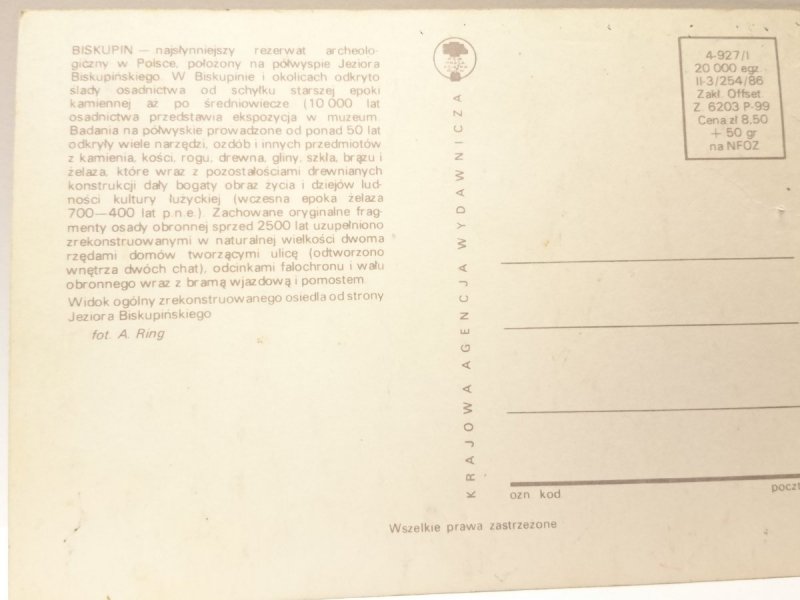 BISKUPIN — najsłynniejszy rezerwat archeolo-
giczny w Polsce, położony na półwyspie Jeziora
Biskupińskiego. W Biskupinie i okolicach odkryto
ślady osadnictwa od schyłku starszej epoki
kamiennej aż po średniowiecze (10 000 lat
osadnictwa przedstawia ekspozycja w muzeum.
Badania na półwyskie prowadzone od ponad 50 lat
odkryły wiele narzędzi, ozdób i innych przedmiotów
z kamienia, kości, rogu, drewna, gliny, szkła, brązu i
żelaza, które wraz z pozostałościami drewnianych
konstrukcji dały bogaty obraz życia i dziejów lud-
ności kultury łużyckiej (wczesna epoka żelaza
700—400 lat p.n.e.). Zachowane oryginalne frag-
menty osady obronnej sprzed 2500 lat uzupełniono
zrekonstruowanymi w naturalnej wielkości dwoma
rzędami domów tworzącymi ulicę (odtworzono
wnętrza dwóch chat), odcinkami falochronu i wału
obronnego wraz z bramą wjazdową i pomostem.
Widok ogólny zrekonstruowanego osiedla od strony
Jeziora Biskupińskiego
fot. A. Ring
KRAJOWA AGENCJA WYDAWNICZA
4-927/I
20 000 egz.
II-3/254/86
Zakł. Offset.
Z. 6203 P-99
Cena zł 8,50
+ 50 gr
na NFOZ
ozn kod
poczt
Wszelkie prawa zastrzeżone